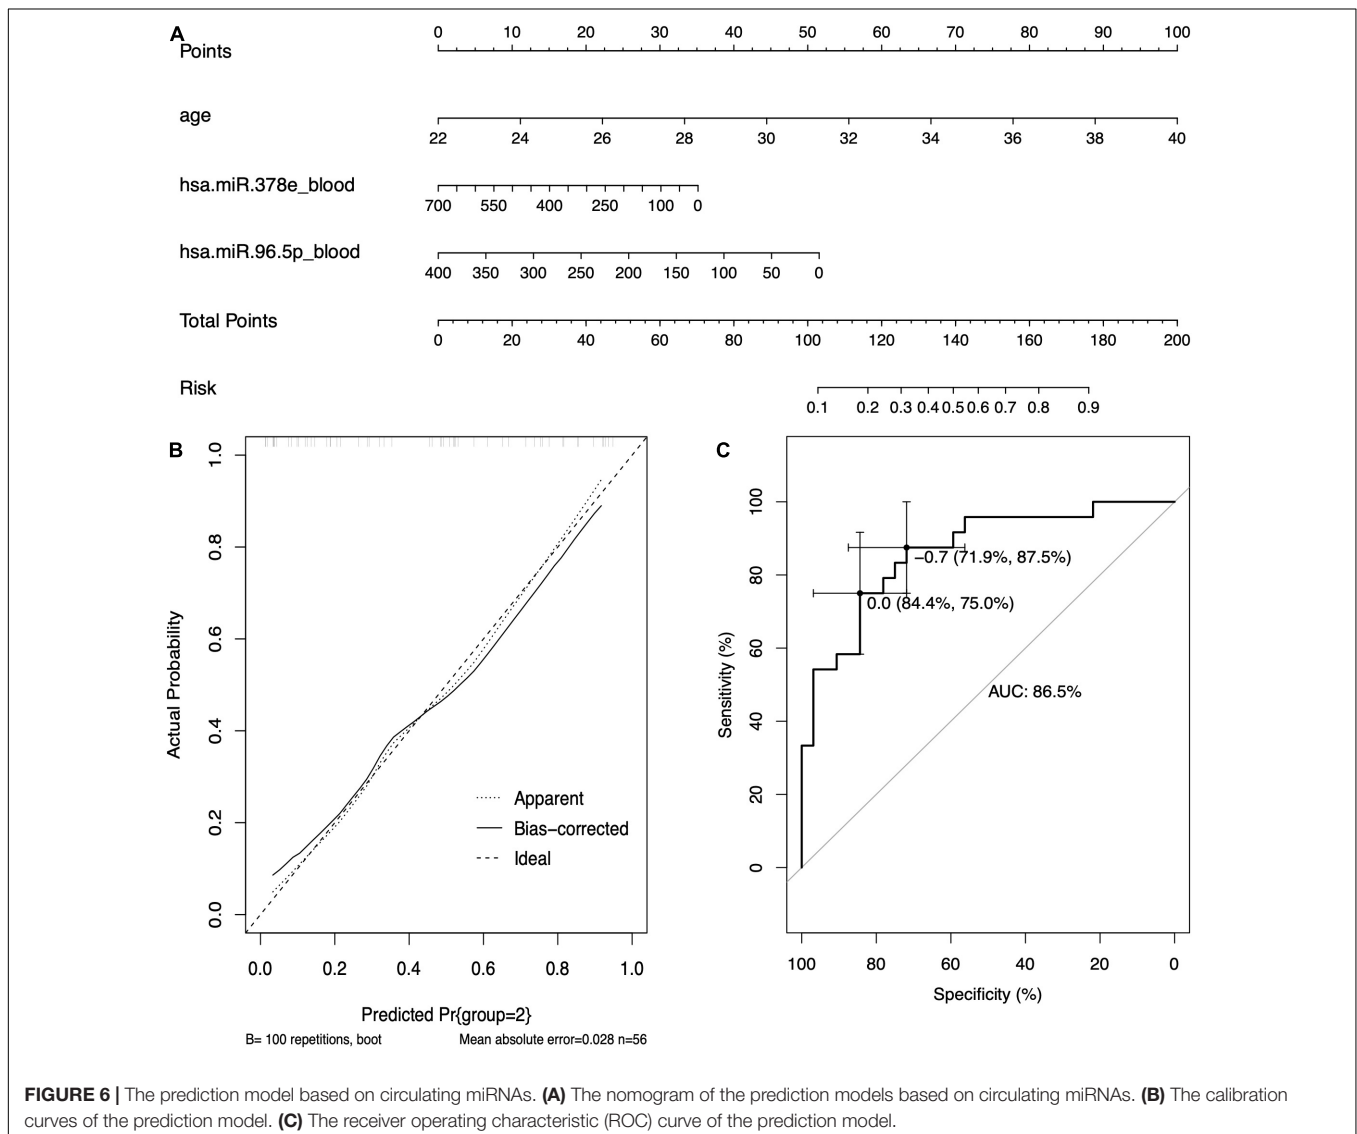 A
Points
0 10 20 30 40 50 60 70 80 90 100
age
22 24 26 28 30 31 32 34 36 38 40
hsa.miR.378e_blood
700 550 400 250 100 0
hsa.miR.96.5p_blood
400 350 300 250 200 150 100 50 0
Total Points
0 20 40 60 80 100 120 140 160 180 200
Risk
0.1 0.2 0.3 0.4 0.5 0.6 0.7 0.8 0.9
B
1.0
0.8
0.6
0.4
0.2
0.0
Actual Probability
Apparent
Bias-corrected
Ideal
0.0 0.2 0.4 0.6 0.8 1.0
Predicted Pr{group=2}
B= 100 repetitions, boot
Mean absolute error=0.028 n=56
C
100
80
60
40
20
0
Sensitivity (%)
−0.7 (71.9%, 87.5%)
0.0 (84.4%, 75.0%)
AUC: 86.5%
100 80 60 40 20 0
Specificity (%)
FIGURE 6 | The prediction model based on circulating miRNAs. (A) The nomogram of the prediction models based on circulating miRNAs. (B) The calibration
curves of the prediction model. (C) The receiver operating characteristic (ROC) curve of the prediction model.